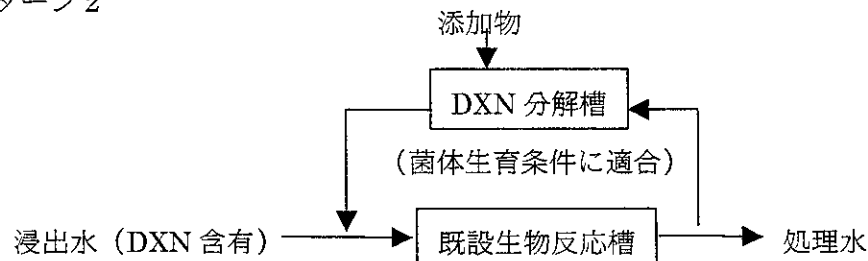 パターン2
添加物
DXN 分解槽
（菌体生育条件に適合）
浸出水（DXN 含有）
既設生物反応槽
処理水